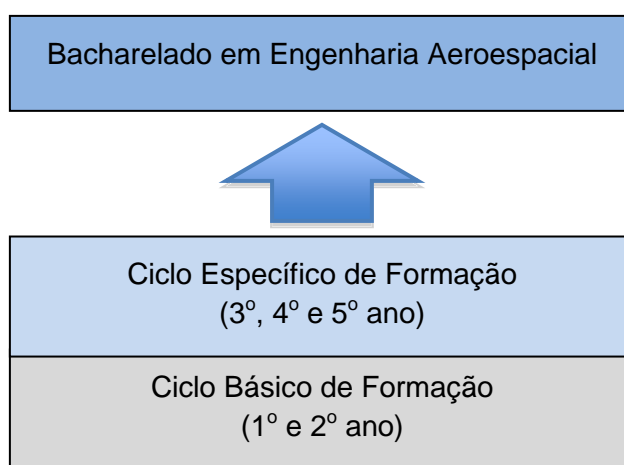 Bacharelado em Engenharia Aeroespacial
Ciclo Específico de Formação
(3º, 4º e 5º ano)
Ciclo Básico de Formação
(1º e 2º ano)